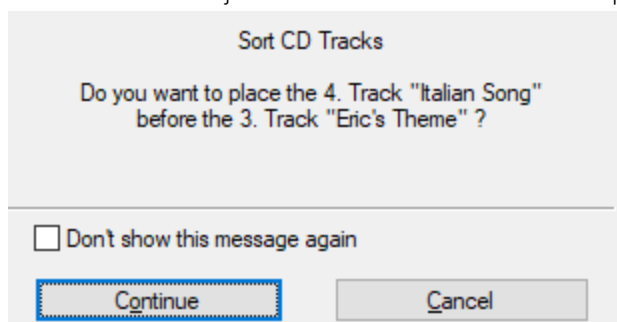 Sort CD Tracks
Do you want to place the 4. Track "Italian Song"
before the 3. Track "Eric's Theme" ?
Don't show this message again
Continue
Cancel